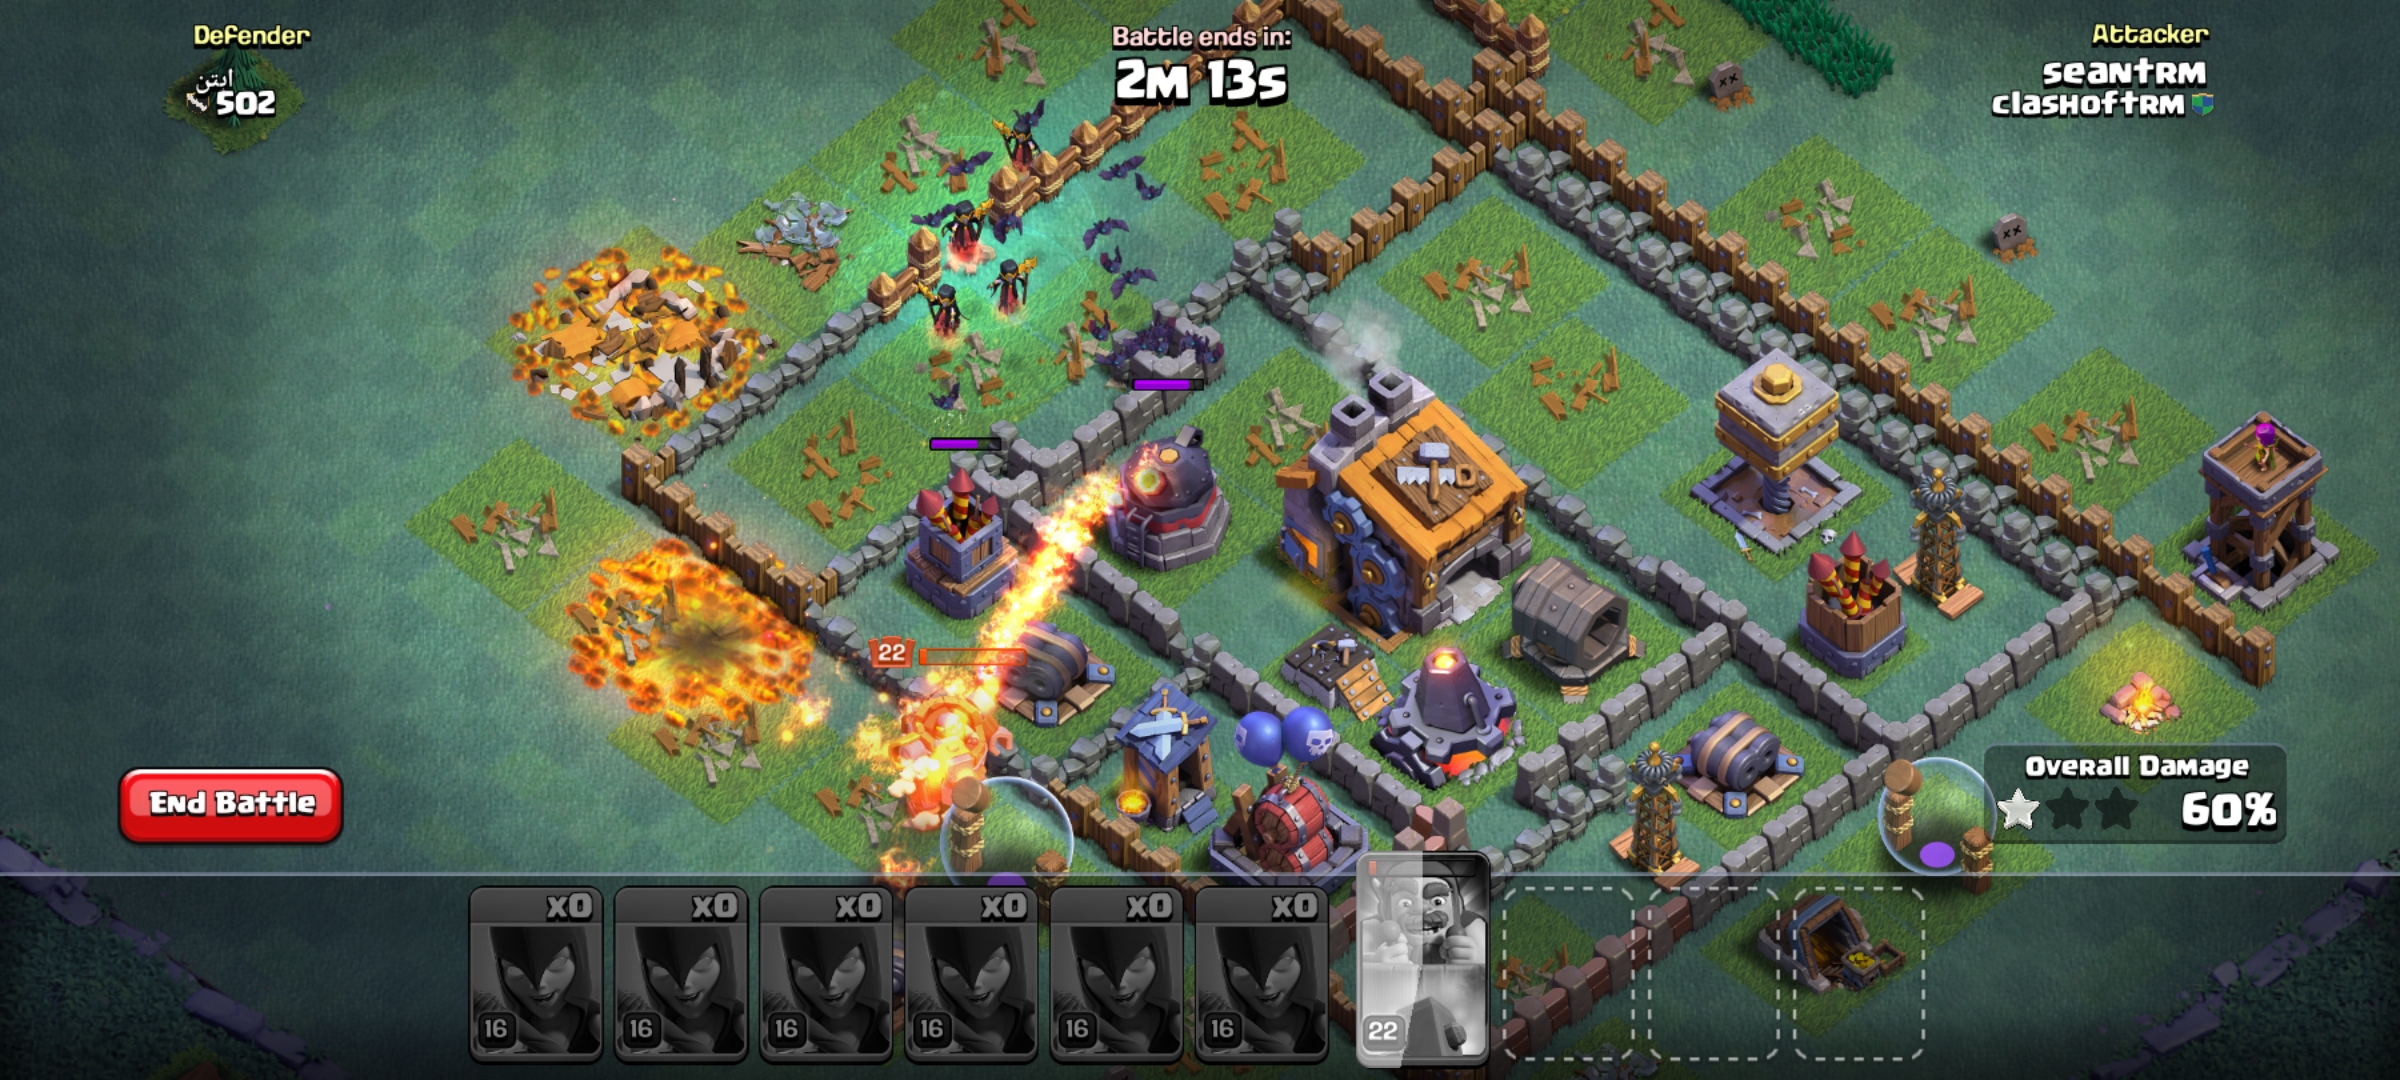 Defender
ابتن
502
Battle ends in:
2M 13s
Attacker
seantRM
clashoftRM
22
End Battle
Overall Damage
60%
x0
x0
x0
x0
x0
x0
16
16
16
16
16
16
22